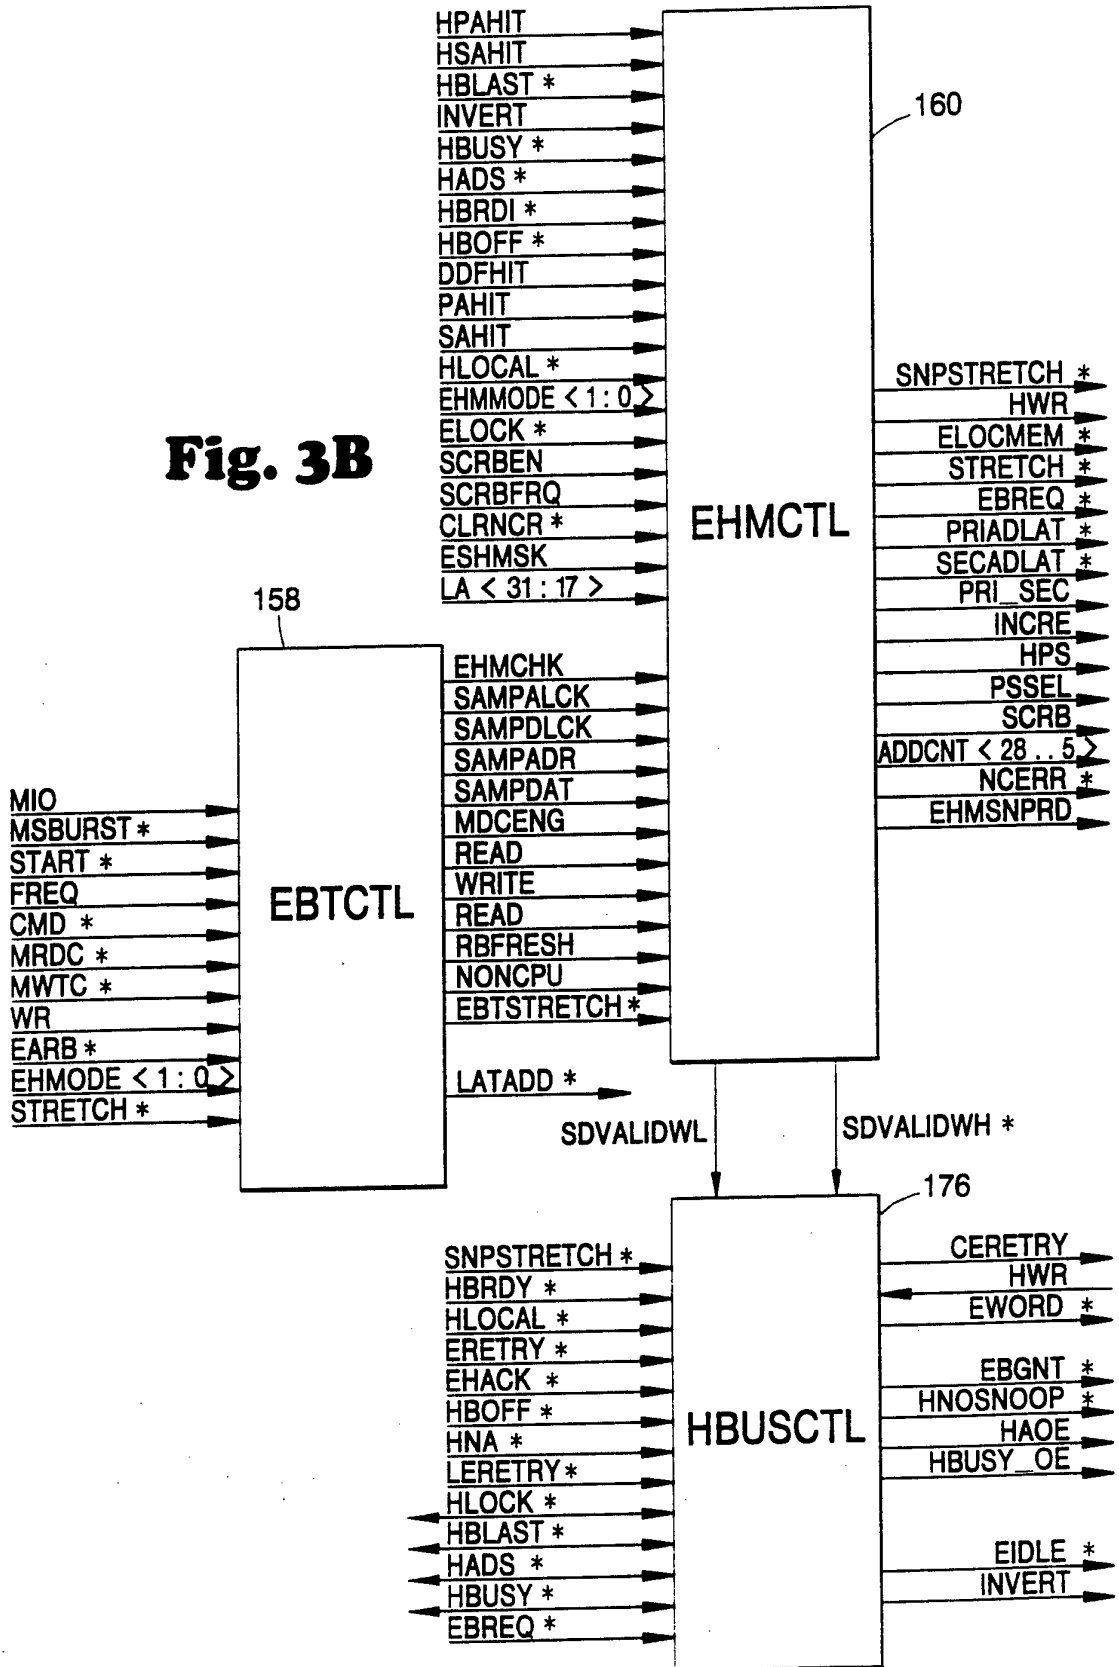 HPAHIT
HSAHIT
HBLAST *
INVERT
HBUSY *
HADS *
HBRDI *
HBOFF *
DDFHIT
PAHIT
SAHIT
HLOCAL *
EHMMODE < 1 : 0 >
ELOCK *
SCRBEN
SCRBFRQ
CLRNCR *
ESHMSK
LA < 31 : 17 >
160
EHMCTL
SNPSTRETCH *
HWR
ELOCMEM *
STRETCH *
EBREQ *
PRIADLAT *
SECADLAT *
PRI_SEC
INCRE
HPS
PSSEL
SCRB
ADDCNT < 28 . . 5 >
NCERR *
EHMSNPRD
Fig. 3B
158
EBTCTL
MIO
MSBURST *
START *
FREQ
CMD *
MRDC *
MWTC *
WR
EARB *
EHMODE < 1 : 0 >
STRETCH *
EHMCHK
SAMPALCK
SAMPDLCK
SAMPADR
SAMPDAT
MDCENG
READ
WRITE
READ
RBFRESH
NONCPU
EBTSTRETCH *
LATADD *
SDVALIDWL
SDVALIDWH *
176
HBUSCTL
SNPSTRETCH *
HBRDY *
HLOCAL *
ERETRY *
EHACK *
HBOFF *
HNA *
LERETRY *
HLOCK *
HBLAST *
HADS *
HBUSY *
EBREQ *
CERETRY
HWR
EWORD *
EBGNT *
HNOSNOOP *
HAOE
HBUSY_OE
EIDLE *
INVERT